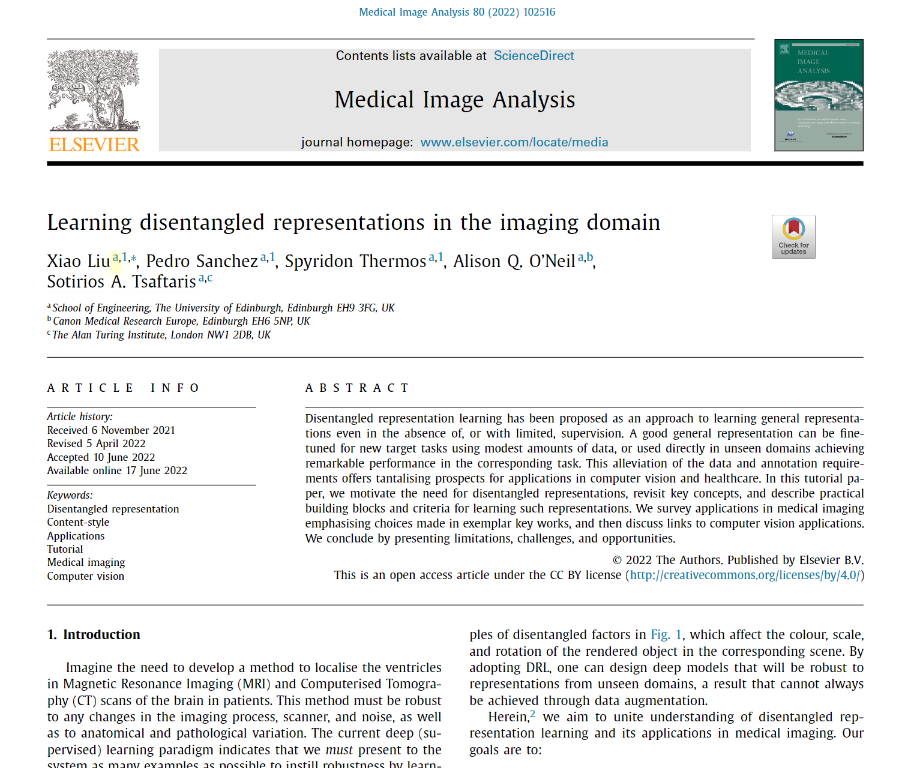 Medical Image Analysis 80 (2022) 102516
Contents lists available at ScienceDirect
Medical Image Analysis
journal homepage: www.elsevier.com/locate/media
ELSEVIER
MEDICAL
IMAGE
ANALYSIS
Learning disentangled representations in the imaging domain
Check for
updates
Xiao Liu a,1,*, Pedro Sanchez a,1, Spyridon Thermos a,1, Alison Q. O'Neil a,b,
Sotirios A. Tsaftaris a,c
a School of Engineering, The University of Edinburgh, Edinburgh EH9 3FG, UK
b Canon Medical Research Europe, Edinburgh EH6 5NP, UK
c The Alan Turing Institute, London NW1 2DB, UK
ARTICLE INFO
Article history:
Received 6 November 2021
Revised 5 April 2022
Accepted 10 June 2022
Available online 17 June 2022
Keywords:
Disentangled representation
Content-style
Applications
Tutorial
Medical imaging
Computer vision
ABSTRACT
Disentangled representation learning has been proposed as an approach to learning general representa-
tions even in the absence of, or with limited, supervision. A good general representation can be fine-
tuned for new target tasks using modest amounts of data, or used directly in unseen domains achieving
remarkable performance in the corresponding task. This alleviation of the data and annotation require-
ments offers tantalising prospects for applications in computer vision and healthcare. In this tutorial pa-
per, we motivate the need for disentangled representations, revisit key concepts, and describe practical
building blocks and criteria for learning such representations. We survey applications in medical imaging
emphasising choices made in exemplar key works, and then discuss links to computer vision applications.
We conclude by presenting limitations, challenges, and opportunities.
© 2022 The Authors. Published by Elsevier B.V.
This is an open access article under the CC BY license (http://creativecommons.org/licenses/by/4.0/)
1. Introduction
Imagine the need to develop a method to localise the ventricles
in Magnetic Resonance Imaging (MRI) and Computerised Tomogra-
phy (CT) scans of the brain in patients. This method must be robust
to any changes in the imaging process, scanner, and noise, as well
as to anatomical and pathological variation. The current deep (su-
pervised) learning paradigm indicates that we must present to the
system as many examples as possible to instill robustness by learn-
ples of disentangled factors in Fig. 1, which affect the colour, scale,
and rotation of the rendered object in the corresponding scene. By
adopting DRL, one can design deep models that will be robust to
representations from unseen domains, a result that cannot always
be achieved through data augmentation.
Herein,2 we aim to unite understanding of disentangled rep-
resentation learning and its applications in medical imaging. Our
goals are to: